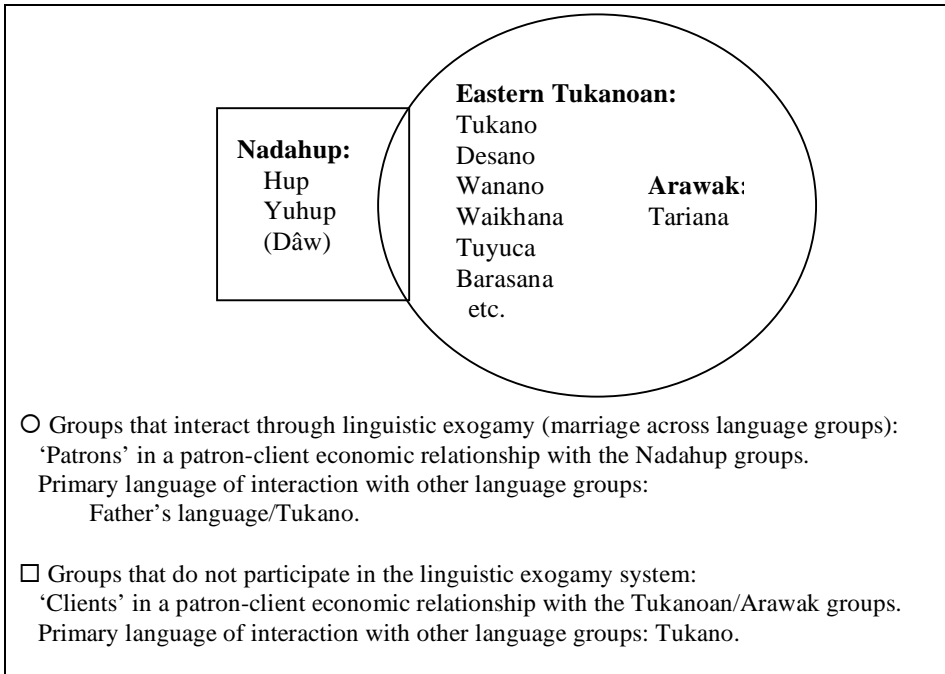 Eastern Tukanoan:
Tukano
Desano
Wanano
Waikhana
Tuyuca
Barasana
etc.
Arawak:
Tariana
Nadahup:
Hup
Yuhup
(Dâw)
○ Groups that interact through linguistic exogamy (marriage across language groups):
‘Patrons’ in a patron-client economic relationship with the Nadahup groups.
Primary language of interaction with other language groups:
Father’s language/Tukano.
□ Groups that do not participate in the linguistic exogamy system:
‘Clients’ in a patron-client economic relationship with the Tukanoan/Arawak groups.
Primary language of interaction with other language groups: Tukano.